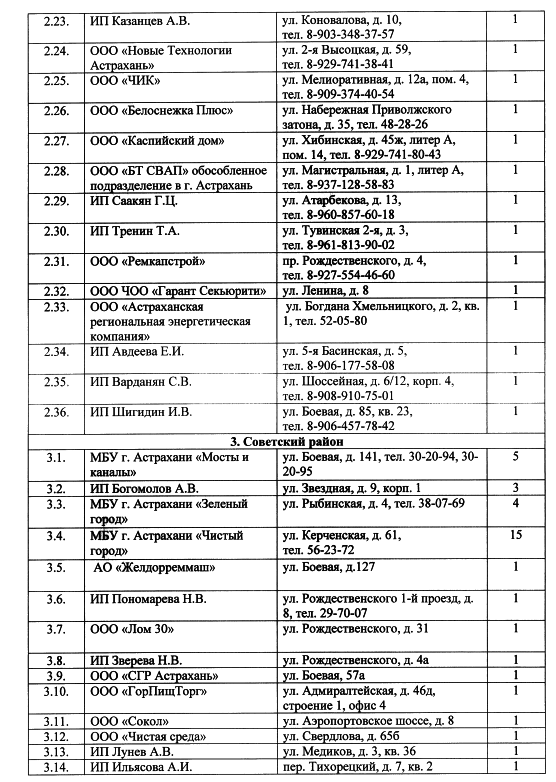 2.23. ИП Казанцев А.В. ул. Коновалова, д. 10, 1
тел. 8-903-348-37-57
2.24. ООО «Новые Технологии ул. 2-я Высоцкая, д. 59, 1
Астрахань» тел. 8-929-741-38-41
2.25. ООО «ЧИК» ул. Мелиоративная, д. 12а, пом. 4, 1
тел. 8-909-374-40-54
2.26. ООО «Белоснежка Плюс» ул. Набережная Приволжского 1
затона, д. 35, тел. 48-28-26
2.27. ООО «Каспийский дом» ул. Хибинская, д. 45ж, литер А, 1
пом. 14, тел. 8-929-741-80-43
2.28. ООО «БТ СВАП» обособленное ул. Магистральная, д. 1, литер А, 1
подразделение в г. Астрахань тел. 8-937-128-58-83
2.29. ИП Саакян Г.Ц. ул. Атарбекова, д. 13, 1
тел. 8-960-857-60-18
2.30. ИП Тренин Т.А. ул. Тувинская 2-я, д. 3, 1
тел. 8-961-813-90-02
2.31. ООО «Ремкапстрой» пр. Рождественского, д. 4, 1
тел. 8-927-554-46-60
2.32. ООО ЧОО «Гарант Секьюрити» ул. Ленина, д. 8 1
2.33. ООО «Астраханская ул. Богдана Хмельницкого, д. 2, кв. 1
региональная энергетическая 1, тел. 52-05-80
компания»
2.34. ИП Авдеева Е.И. ул. 5-я Басинская, д. 5, 1
тел. 8-906-177-58-08
2.35. ИП Варданян С.В. ул. Шоссейная, д. 6/12, корп. 4, 1
тел. 8-908-910-75-01
2.36. ИП Шигидин И.В. ул. Боевая, д. 85, кв. 23, 1
тел. 8-906-457-78-42
3. Советский район
3.1. МБУ г. Астрахани «Мосты и ул. Боевая, д. 141, тел. 30-20-94, 30- 5
каналы» 20-95
3.2. ИП Богомолов А.В. ул. Звездная, д. 9, корп. 1 3
3.3. МБУ г. Астрахани «Зеленый ул. Рыбинская, д. 4, тел. 38-07-69 4
город»
3.4. МБУ г. Астрахани «Чистый ул. Керченская, д. 61, 15
город» тел. 56-23-72
3.5. АО «Желдорреммаш» ул. Боевая, д.127 1
3.6. ИП Пономарева Н.В. ул. Рождественского 1-й проезд, д. 1
8, тел. 29-70-07
3.7. ООО «Лом 30» ул. Рождественского, д. 31 1
3.8. ИП Зверева Н.В. ул. Рождественского, д. 4а 1
3.9. ООО «СГР Астрахань» ул. Боевая, 57а 1
3.10. ООО «ГорПищТорг» ул. Адмиралтейская, д. 46д, 1
строение 1, офис 4
3.11. ООО «Сокол» ул. Аэропортовское шоссе, д. 8 1
3.12. ООО «Чистая среда» ул. Свердлова, д. 65б 1
3.13. ИП Лунев А.В. ул. Медиков, д. 3, кв. 36 1
3.14. ИП Ильясова А.И. пер. Тихорецкий, д. 7, кв. 2 1